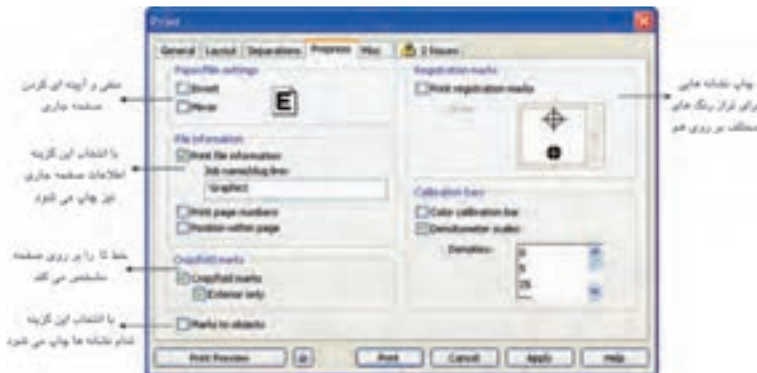 Print
General Layout Separations Prepress Misc 2 Issues
Paper/film settings
Invert
Mirror
E
File information
Print file information
Job name/slug line:
Graphic1
Print page numbers
Position within page
Crop/fold marks
Crop/fold marks
Exterior only
Marks to objects
Registration marks
Print registration marks
Calibration bars
Color calibration bar
Densitometer scales
Densities:
0
5
25
Print Preview Print Cancel Apply Help
منفی و آیینه ای کردن
صفحه جاری
با انتخاب این گزینه
اطلاعات صفحه جاری
نیز چاپ می شود
خط تا را بر روی صفحه
مشخص می کند
با انتخاب این گزینه
تمام نشانه ها چاپ می شود
چاپ نشانه هایی
برای تراز رنگ های
مختلف بر روی هم